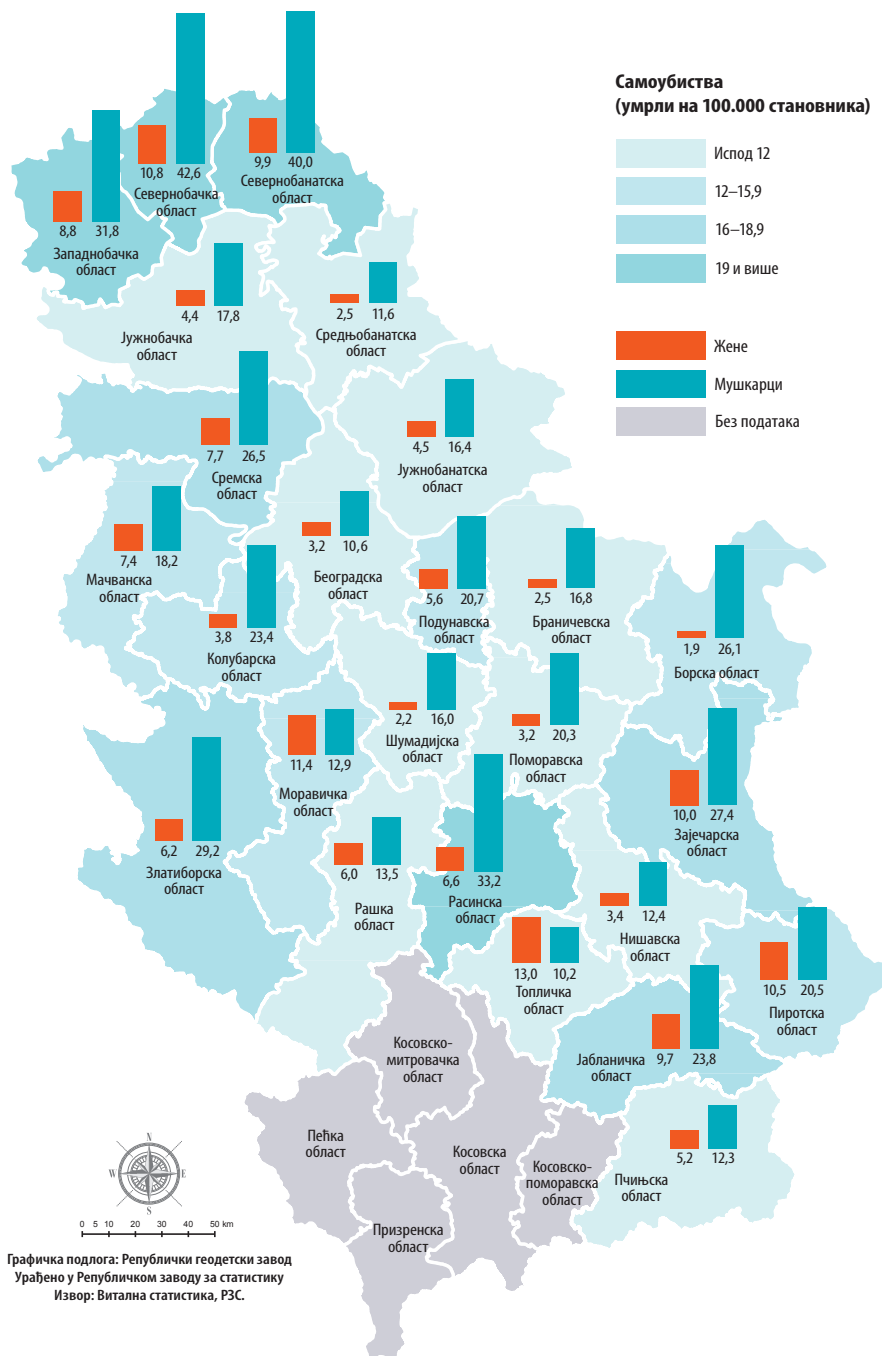 Самоубиства
(умрли на 100.000 становника)
Испод 12
12–15,9
16–18,9
19 и више
Жене
Мушкарци
Без података
10,8 42,6
Севернобачка
област
9,9 40,0
Севернобанатска
област
8,8 31,8
Западнобачка
област
4,4 17,8
Јужнобачка
област
2,5 11,6
Средњобанатска
област
7,7 26,5
Сремска
област
4,5 16,4
Јужнобанатска
област
7,4 18,2
Мачванска
област
3,2 10,6
Београдска
област
5,6 20,7
Подунавска
област
2,5 16,8
Браничевска
област
3,8 23,4
Колубарска
област
1,9 26,1
Борска област
2,2 16,0
Шумадијска
област
3,2 20,3
Поморавска
област
11,4 12,9
Моравичка
област
10,0 27,4
Зајечарска
област
6,2 29,2
Златиборска
област
6,0 13,5
Рашка
област
6,6 33,2
Расинска
област
3,4 12,4
Нишавска
област
13,0 10,2
Топличка
област
10,5 20,5
Пиротска
област
9,7 23,8
Јабланичка
област
Косовско-
митровачка
област
Пећка
област
Косовска
област
Косовско-
поморавска
област
5,2 12,3
Пчињска
област
Призренска
област
N
W E
S
0 5 10 20 30 40 50 km
Графичка подлога: Републички геодетски завод
Урађено у Републичком заводу за статистику
Извор: Витална статистика, РЗС.